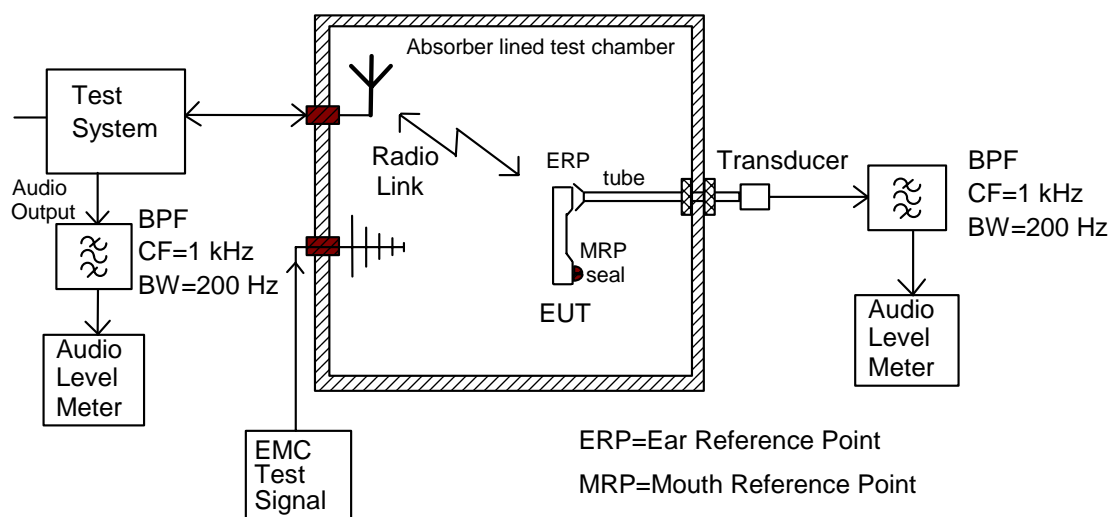 Absorber lined test chamber
Test
System
Audio
Output
BPF
CF=1 kHz
BW=200 Hz
Audio
Level
Meter
Radio
Link
ERP
tube
MRP
seal
EUT
Transducer
BPF
CF=1 kHz
BW=200 Hz
Audio
Level
Meter
EMC
Test
Signal
ERP=Ear Reference Point
MRP=Mouth Reference Point